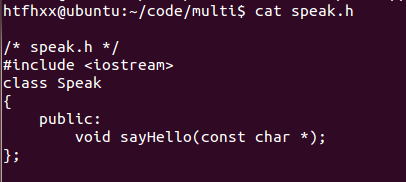 htfhxx@ubuntu:~/code/multi$ cat speak.h
/* speak.h */
#include <iostream>
class Speak
{
    public:
        void sayHello(const char *);
};